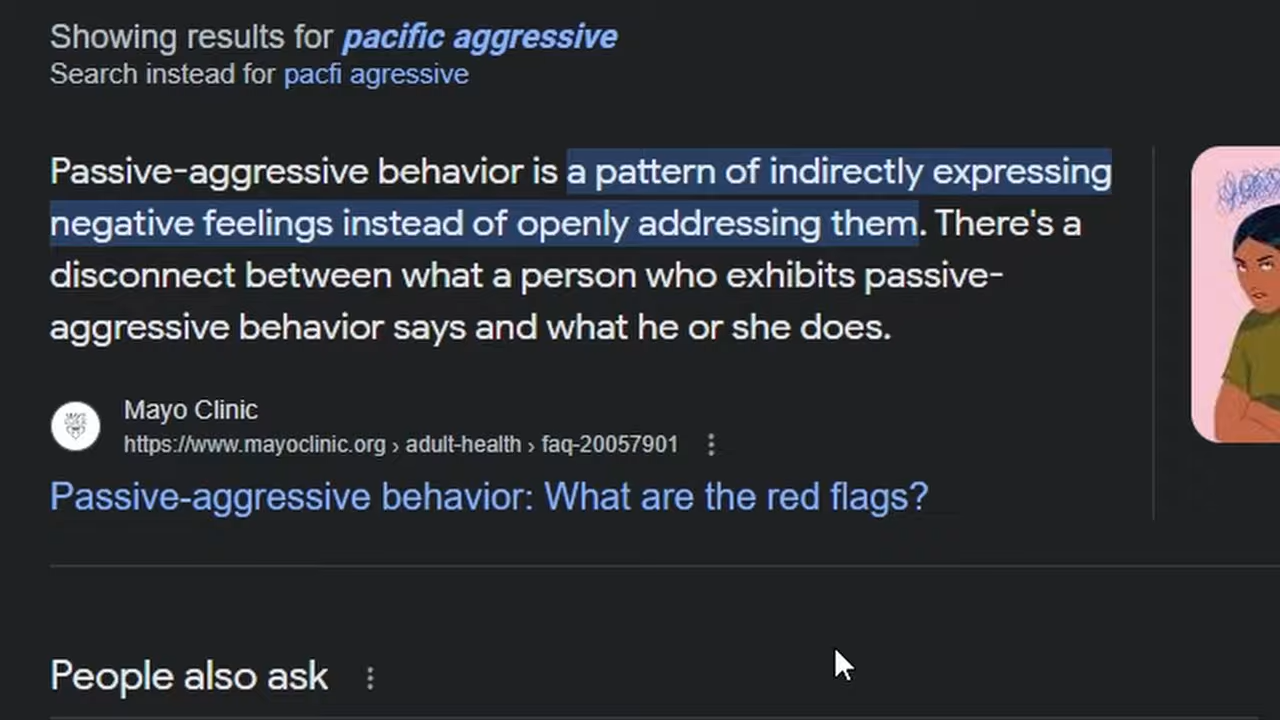 Showing results for pacific aggressive
Search instead for pacfi agressive
Passive-aggressive behavior is a pattern of indirectly expressing
negative feelings instead of openly addressing them. There's a
disconnect between what a person who exhibits passive-
aggressive behavior says and what he or she does.
Mayo Clinic
https://www.mayoclinic.org › adult-health › faq-20057901
Passive-aggressive behavior: What are the red flags?
People also ask